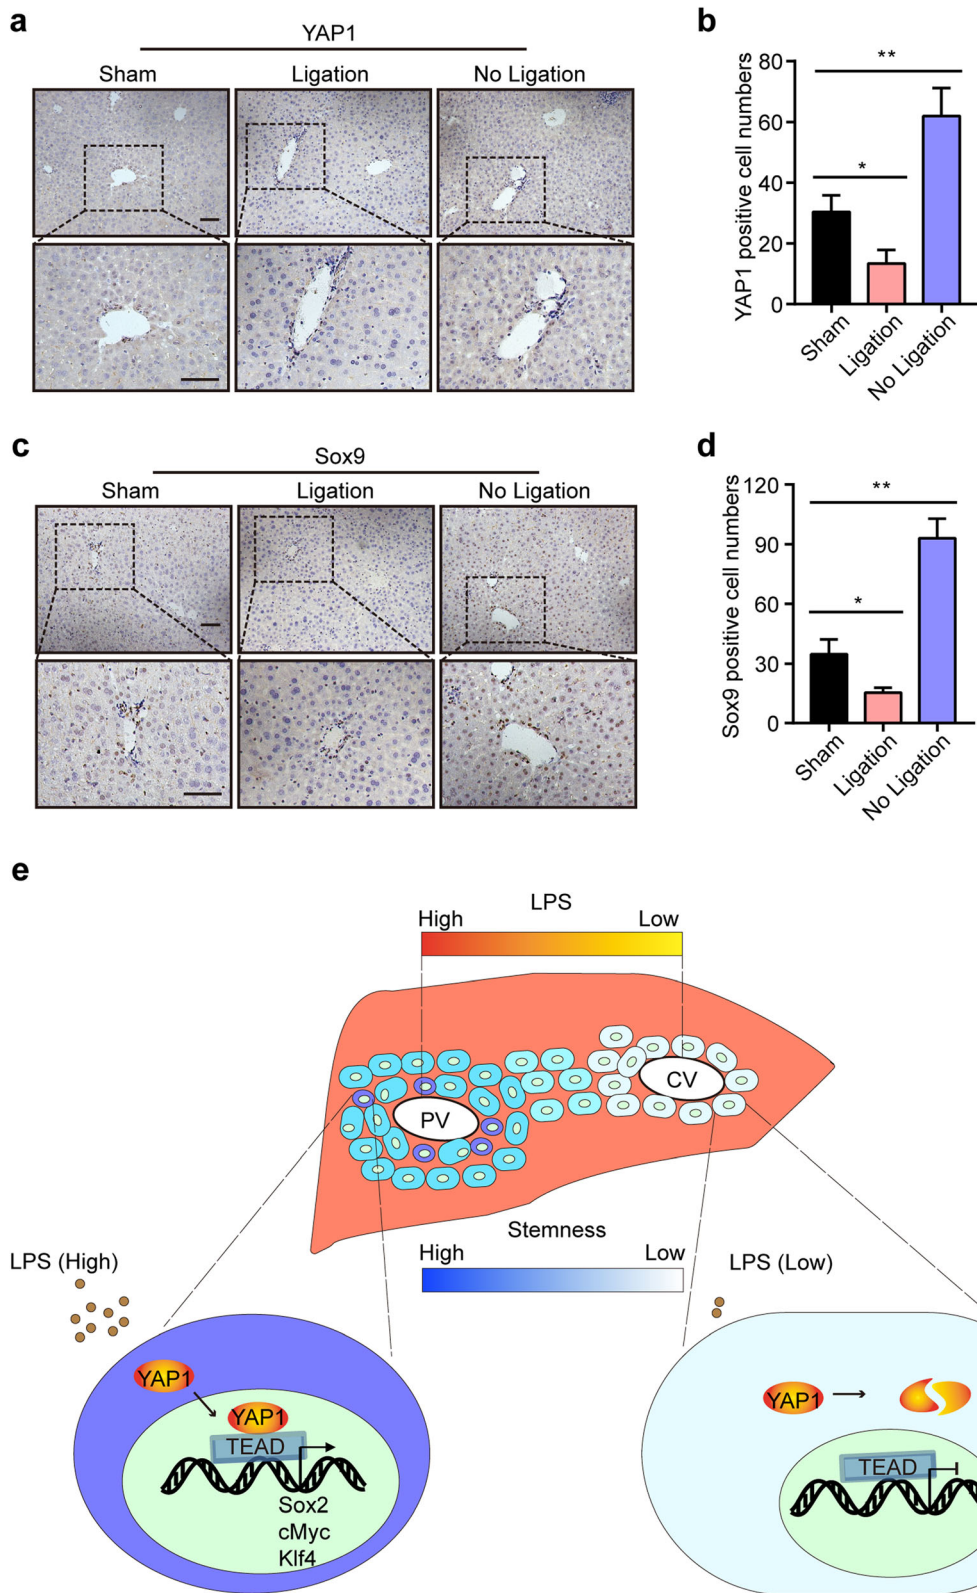 a
YAP1
Sham Ligation No Ligation
b
YAP1 positive cell numbers
80
60
40
20
0
**
*
Sham
Ligation
No Ligation
c
Sox9
Sham Ligation No Ligation
d
Sox9 positive cell numbers
120
90
60
30
0
**
*
Sham
Ligation
No Ligation
e
LPS
High Low
PV
CV
Stemness
High Low
LPS (High)
LPS (Low)
YAP1
YAP1
TEAD
Sox2
cMyc
Klf4
YAP1
TEAD